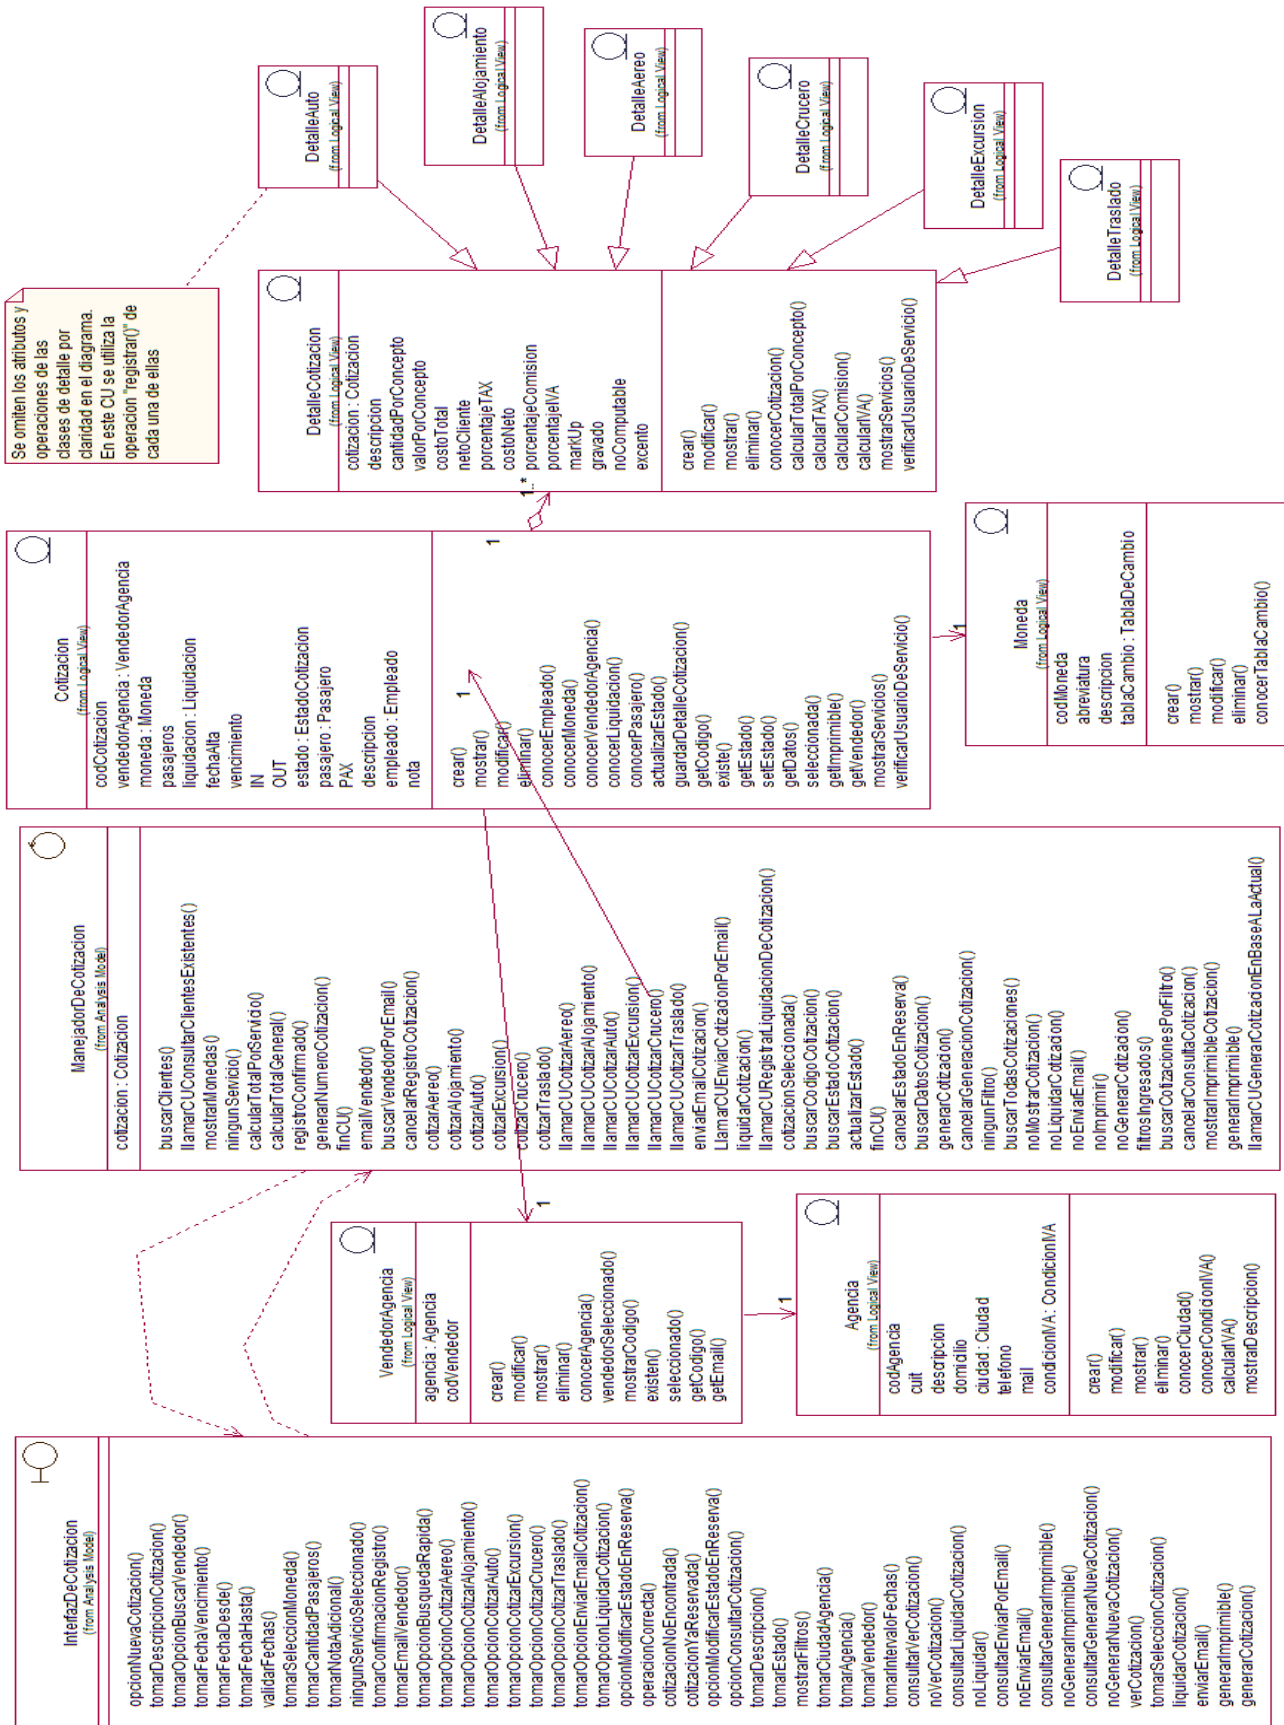 InterfazDeCotizacion
(from Analysis Model)
opcionNuevaCotizacion()
tomarDescripcionCotizacion()
tomarOpcionBuscarVendedor()
tomarFechaVencimiento()
tomarFechaDesde()
tomarFechaHasta()
validarFechas()
tomarSeleccionMoneda()
tomarCantidadPasajeros()
tomarNotaAdicional()
ningunServicioSeleccionado()
tomarConfirmacionRegistro()
tomarEmailVendedor()
tomarOpcionBusquedaRapida()
tomarOpcionCotizarAereo()
tomarOpcionCotizarAlojamiento()
tomarOpcionCotizarAuto()
tomarOpcionCotizarExcursion()
tomarOpcionCotizarCrucero()
tomarOpcionCotizarTraslado()
tomarOpcionEnviarEmailCotizacion()
tomarOpcionLiquidarCotizacion()
opcionModificarEstadoEnReserva()
operacionCorrecta()
cotizacionNoEncontrada()
cotizacionYaReservada()
opcionModificarEstadoEnReserva()
opcionConsultarCotizacion()
tomarDescripcion()
tomarEstado()
mostrarFiltros()
tomarCiudadAgencia()
tomarAgencia()
tomarVendedor()
tomarIntervaloFechas()
consultarVerCotizacion()
noVerCotizacion()
consultarLiquidarCotizacion()
noLiquidar()
consultarEnviarPorEmail()
noEnviarEmail()
consultarGenerarImprimible()
noGenerarImprimible()
consultarGenerarNuevaCotizacion()
noGenerarNuevaCotizacion()
verCotizacion()
tomarSeleccionCotizacion()
liquidarCotizacion()
enviarEmail()
generarImprimible()
generarCotizacion()
VendedorAgencia
(from Logical View)
agencia : Agencia
codVendedor
crear()
modificar()
mostrar()
eliminar()
conocerAgencia()
vendedorSeleccionado()
mostrarCodigo()
existen()
seleccionado()
getCodigo()
getEmail()
1
1
Agencia
(from Logical View)
codAgencia
cuit
descripcion
domicilio
ciudad : Ciudad
telefono
mail
condicionIVA : CondicionIVA
crear()
modificar()
mostrar()
eliminar()
conocerCiudad()
conocerCondicionIVA()
calcularIVA()
mostrarDescripcion()
ManejadorDeCotizacion
(from Analysis Model)
cotizacion : Cotizacion
buscarClientes()
llamarCUConsultarClientesExistentes()
mostrarMonedas()
ningunServicio()
calcularTotalPorServicio()
calcularTotalGeneral()
registroConfirmado()
generarNumeroCotizacion()
finCU()
emailVendedor()
buscarVendedorPorEmail()
cancelarRegistroCotizacion()
cotizarAereo()
cotizarAlojamiento()
cotizarAuto()
cotizarExcursion()
cotizarCrucero()
cotizarTraslado()
llamarCUCotizarAereo()
llamarCUCotizarAlojamiento()
llamarCUCotizarAuto()
llamarCUCotizarExcursion()
llamarCUCotizarCrucero()
llamarCUCotizarTraslado()
enviarEmailCotizacion()
LlamarCUEnviarCotizacionPorEmail()
liquidarCotizacion()
llamarCURegistrarLiquidacionDeCotizacion()
cotizacionSeleccionada()
buscarCodigoCotizacion()
buscarEstadoCotizacion()
actualizarEstado()
finCU()
cancelaEstadoEnReserva()
buscarDatosCotizacion()
generarCotizacion()
cancelarGeneracionCotizacion()
ningunFiltro()
buscarTodasCotizaciones()
noMostrarCotizacion()
noLiquidarCotizacion()
noEnviarEmail()
noImprimir()
noGenerarCotizacion()
filtrosIngresados()
buscarCotizacionesPorFiltro()
cancelarConsultaCotizacion()
mostrarImprimibleCotizacion()
generarImprimible()
llamarCUGenerarCotizacionEnBaseALaActual()
Cotizacion
(from Logical View)
codCotizacion
vendedorAgencia : VendedorAgencia
moneda : Moneda
pasajeros
liquidacion : Liquidacion
fechaAlta
vencimiento
IN
OUT
estado : EstadoCotizacion
pasajero : Pasajero
PAX
descripcion
empleado : Empleado
nota
crear()
mostrar()
modificar()
eliminar()
conocerEmpleado()
conocerMoneda()
conocerVendedorAgencia()
conocerLiquidacion()
conocerPasajero()
actualizarEstado()
guardarDetalleCotizacion()
getCodigo()
existe()
getEstado()
setEstado()
getDatos()
seleccionada()
getImprimible()
getVendedor()
mostrarServicios()
verificarUsuarioDeServicio()
1
1
1..*
1
Moneda
(from Logical View)
codMoneda
abreviatura
descripcion
tablaCambio : TablaDeCambio
crear()
mostrar()
modificar()
eliminar()
conocerTablaCambio()
Se omiten los atributos y
operaciones de las
clases de detalle por
claridad en el diagrama.
En este CU se utiliza la
operacion "registrar()" de
cada una de ellas
DetalleCotizacion
(from Logical View)
cotizacion : Cotizacion
descripcion
cantidadPorConcepto
valorPorConcepto
costoTotal
netoCliente
porcentajeTAX
costoNeto
porcentajeComision
porcentajeIVA
markUp
gravado
noComputable
excento
crear()
modificar()
mostrar()
eliminar()
conocerCotizacion()
calcularTotalPorConcepto()
calcularTAX()
calcularComision()
calcularIVA()
mostrarServicios()
verificarUsuarioDeServicio()
DetalleAuto
(from Logical View)
DetalleAlojamiento
(from Logical View)
DetalleAereo
(from Logical View)
DetalleCrucero
(from Logical View)
DetalleExcursion
(from Logical View)
DetalleTraslado
(from Logical View)